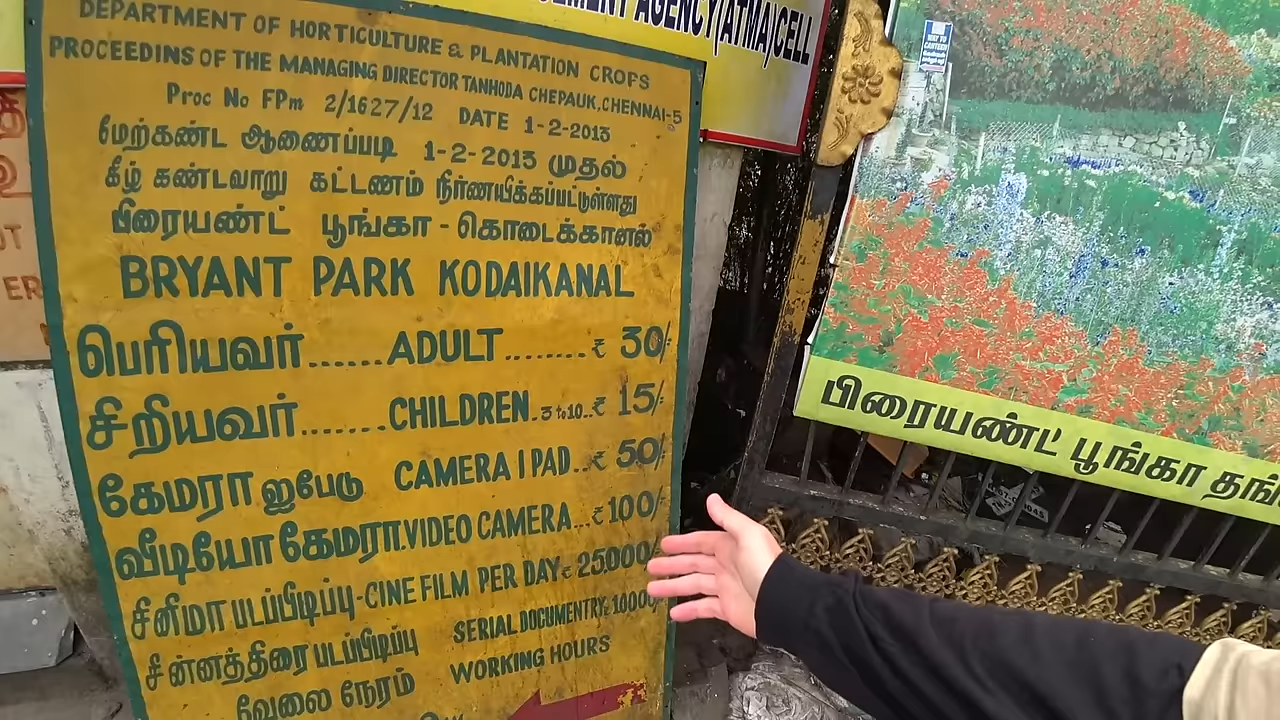 DEPARTMENT OF HORTICULTURE & PLANTATION CROPS
PROCEEDINS OF THE MANAGING DIRECTOR TANHODA CHEPAUK, CHENNAI-5
Proc No FPm 2/1627/12 DATE 1-2-2013
மேற்கண்ட ஆணைப்படி 1-2-2013 முதல்
கீழ் கண்டவாறு கட்டணம் நிர்ணயிக்கப்பட்டுள்ளது
பிரையண்ட் பூங்கா - கொடைக்கானல்
BRYANT PARK KODAIKANAL
பெரியவர்......ADULT........₹ 30/-
சிறியவர்.......CHILDREN.3 to 10..₹ 15/-
கேமரா ஐபேடு CAMERA I PAD..₹ 50/-
வீடியோ கேமரா.VIDEO CAMERA...₹ 100/-
சினிமா படப்பிடிப்பு-CINE FILM PER DAY ₹ 25000/-
சின்னத்திரை படப்பிடிப்பு SERIAL DOCUMENTRY ₹ 10000/-
வேலை நேரம் WORKING HOURS
AGENCY(ATMA)CELL
WAY TO
CANTEEN
பிரையண்ட் பூங்கா தங்